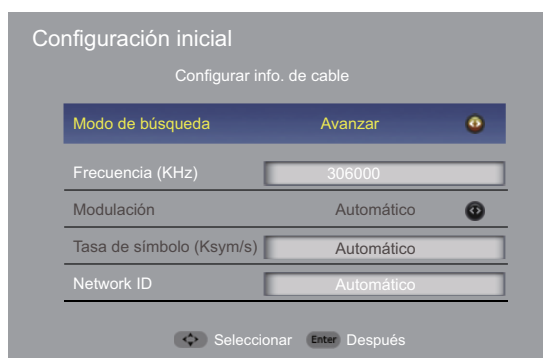 Configuración inicial
Configurar info. de cable
Modo de búsqueda Avanzar
Frecuencia (KHz) 306000
Modulación Automático
Tasa de símbolo (Ksym/s) Automático
Network ID Automático
Seleccionar Enter Después